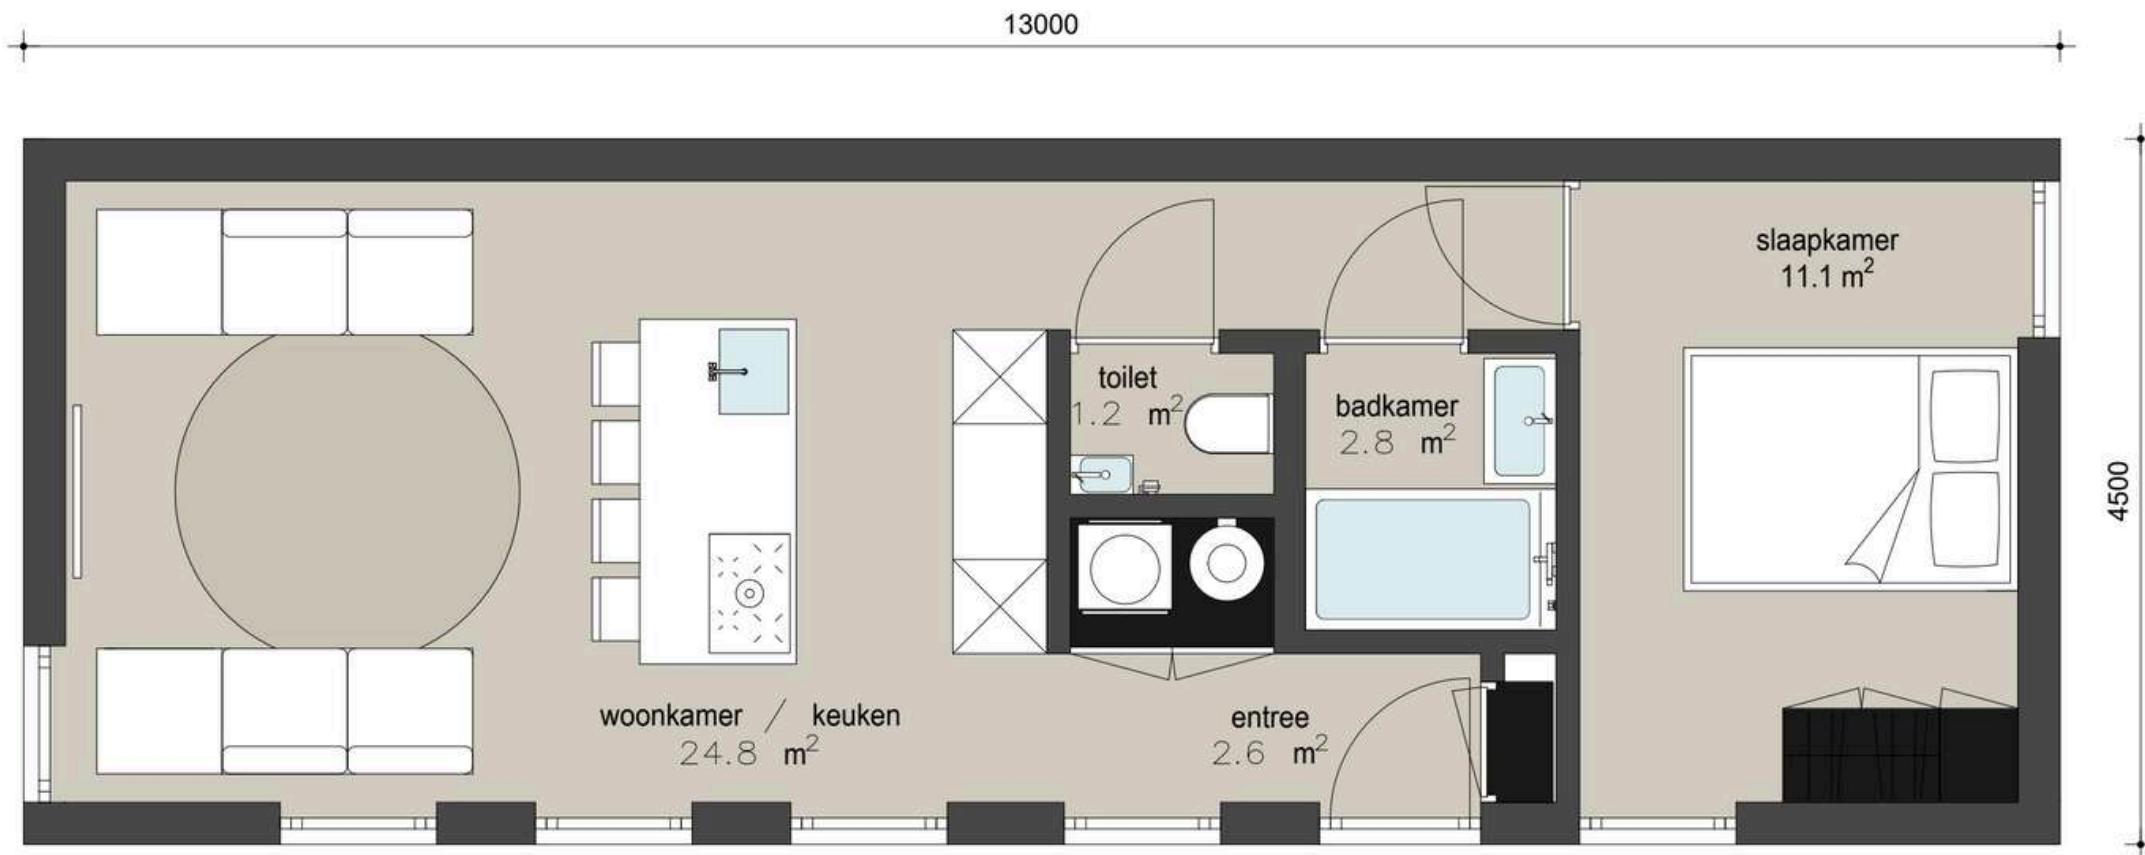 13000
slaapkamer
11.1 m²
toilet
1.2 m²
badkamer
2.8 m²
4500
woonkamer / keuken
24.8 m²
entree
2.6 m²